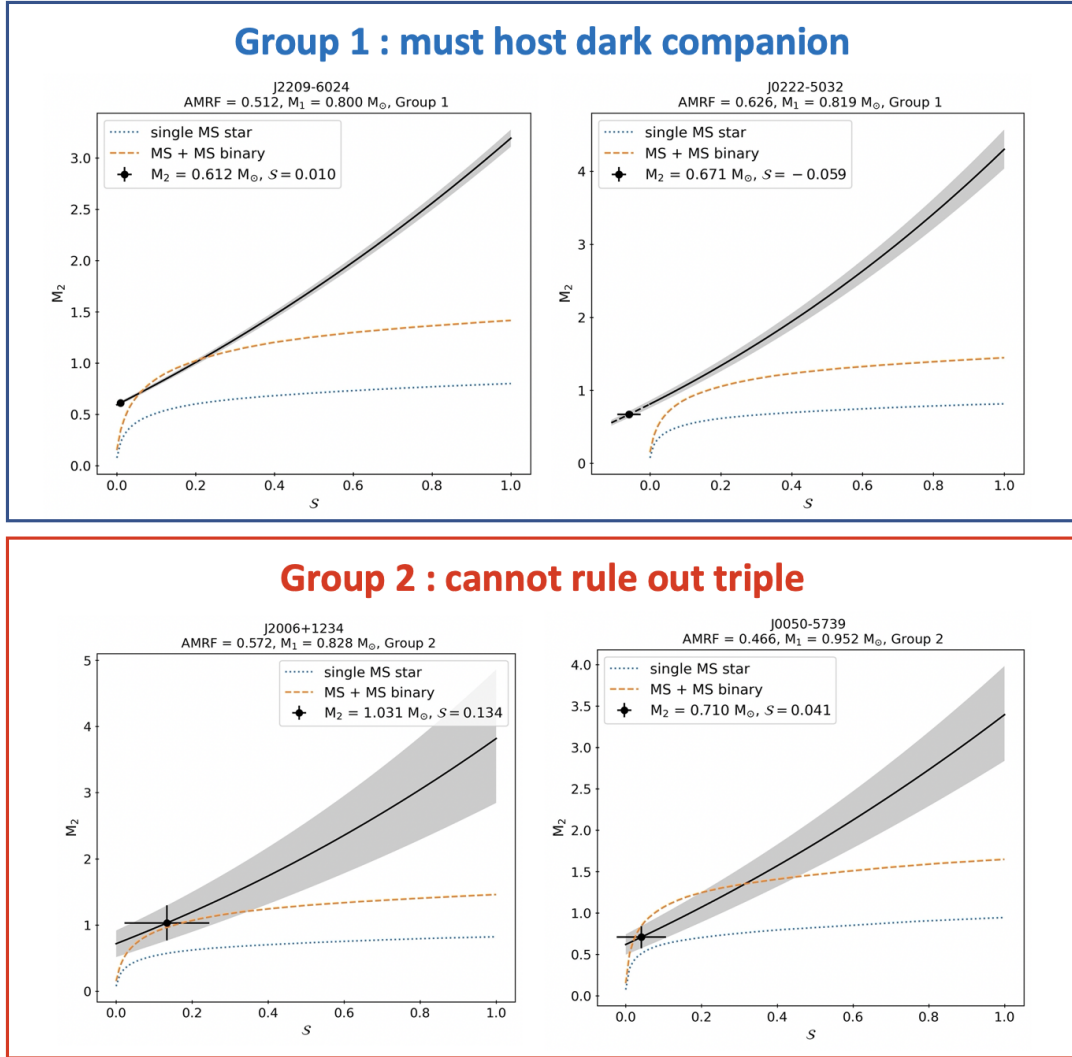 Group 1 : must host dark companion
J2209-6024
AMRF = 0.512, M₁ = 0.800 M⊙, Group 1
single MS star
MS + MS binary
M₂ = 0.612 M⊙, 𝒮 = 0.010
3.0
2.5
2.0
1.5
1.0
0.5
0.0
M₂
0.0 0.2 0.4 0.6 0.8 1.0
𝒮
J0222-5032
AMRF = 0.626, M₁ = 0.819 M⊙, Group 1
single MS star
MS + MS binary
M₂ = 0.671 M⊙, 𝒮 = −0.059
4
3
2
1
0
M₂
0.0 0.2 0.4 0.6 0.8 1.0
𝒮
Group 2 : cannot rule out triple
J2006+1234
AMRF = 0.572, M₁ = 0.828 M⊙, Group 2
single MS star
MS + MS binary
M₂ = 1.031 M⊙, 𝒮 = 0.134
5
4
3
2
1
0
M₂
0.0 0.2 0.4 0.6 0.8 1.0
𝒮
J0050-5739
AMRF = 0.466, M₁ = 0.952 M⊙, Group 2
single MS star
MS + MS binary
M₂ = 0.710 M⊙, 𝒮 = 0.041
4.0
3.5
3.0
2.5
2.0
1.5
1.0
0.5
0.0
M₂
0.0 0.2 0.4 0.6 0.8 1.0
𝒮